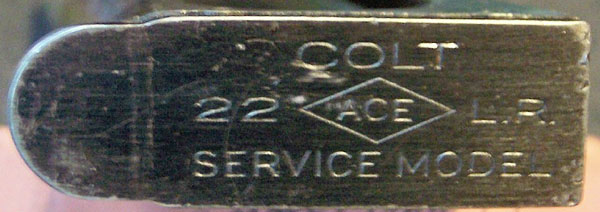 COLT
22 ACE L.R.
SERVICE MODEL